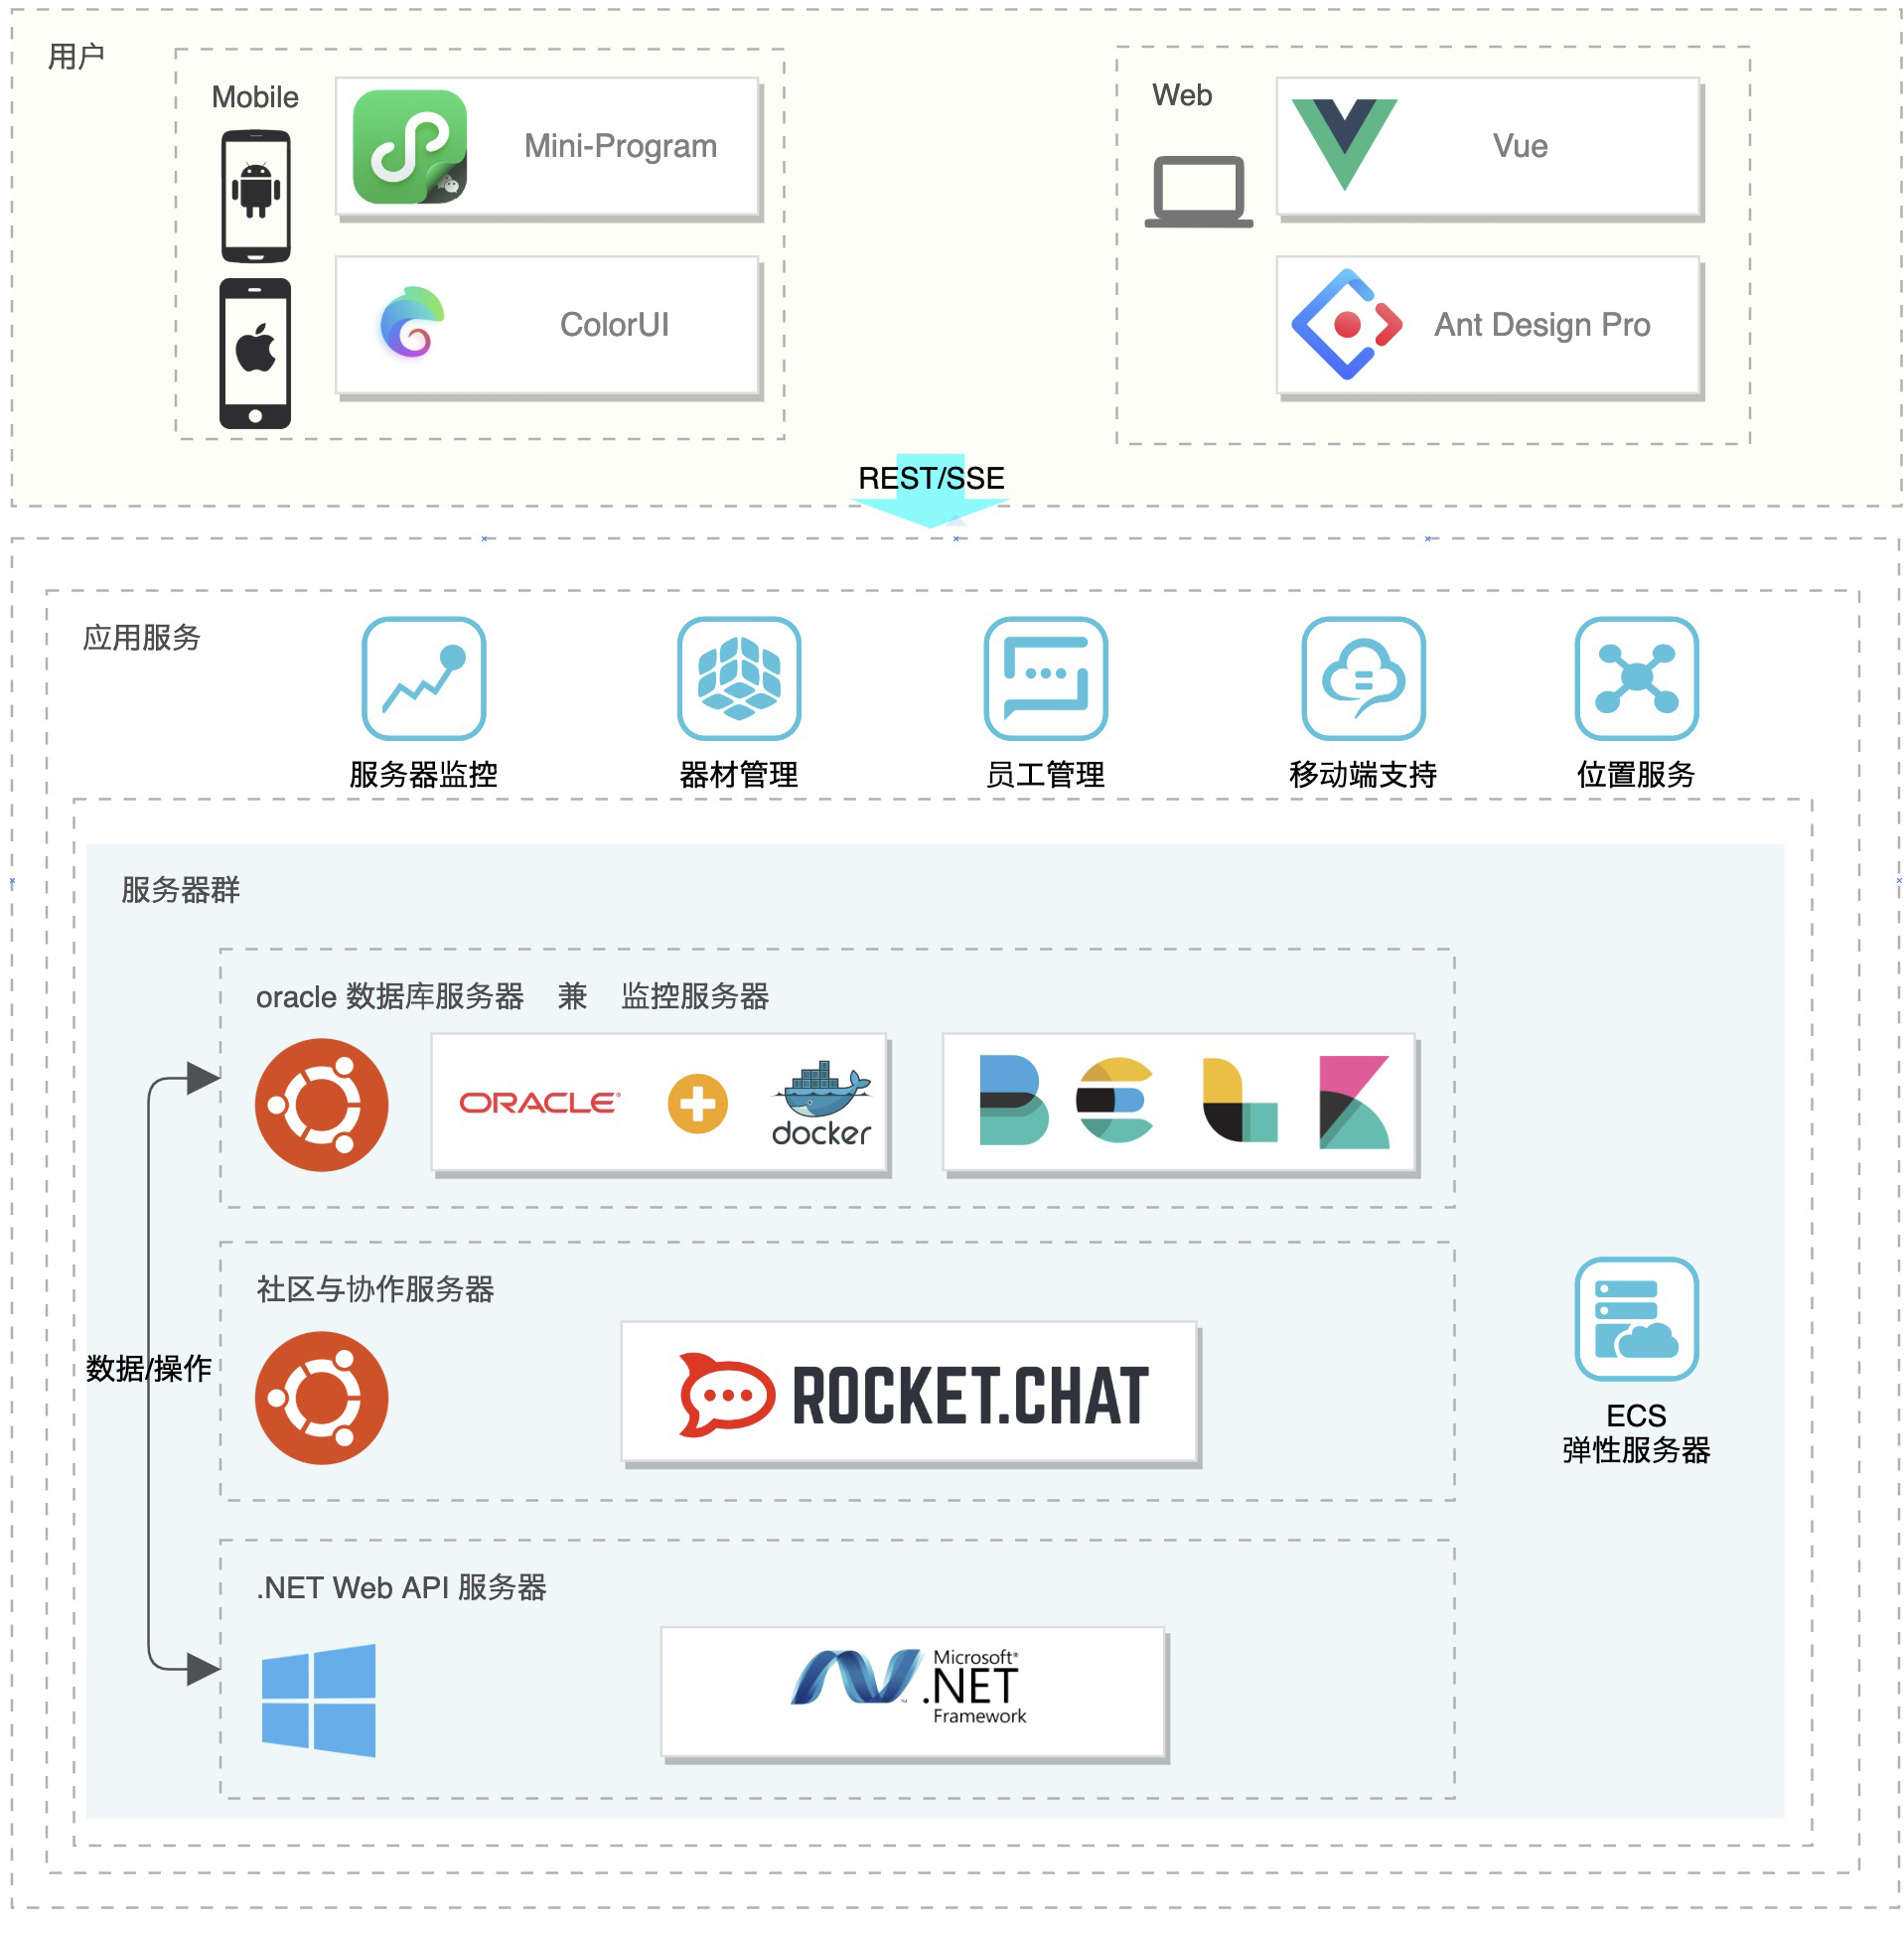 用户
Mobile
Mini-Program
ColorUI
Web
Vue
Ant Design Pro
REST/SSE
应用服务
服务器监控
器材管理
员工管理
移动端支持
位置服务
服务器群
oracle 数据库服务器 兼 监控服务器
ORACLE®
docker
BELK
社区与协作服务器
ROCKET.CHAT
数据/操作
ECS
弹性服务器
.NET Web API 服务器
Microsoft®
.NET
Framework